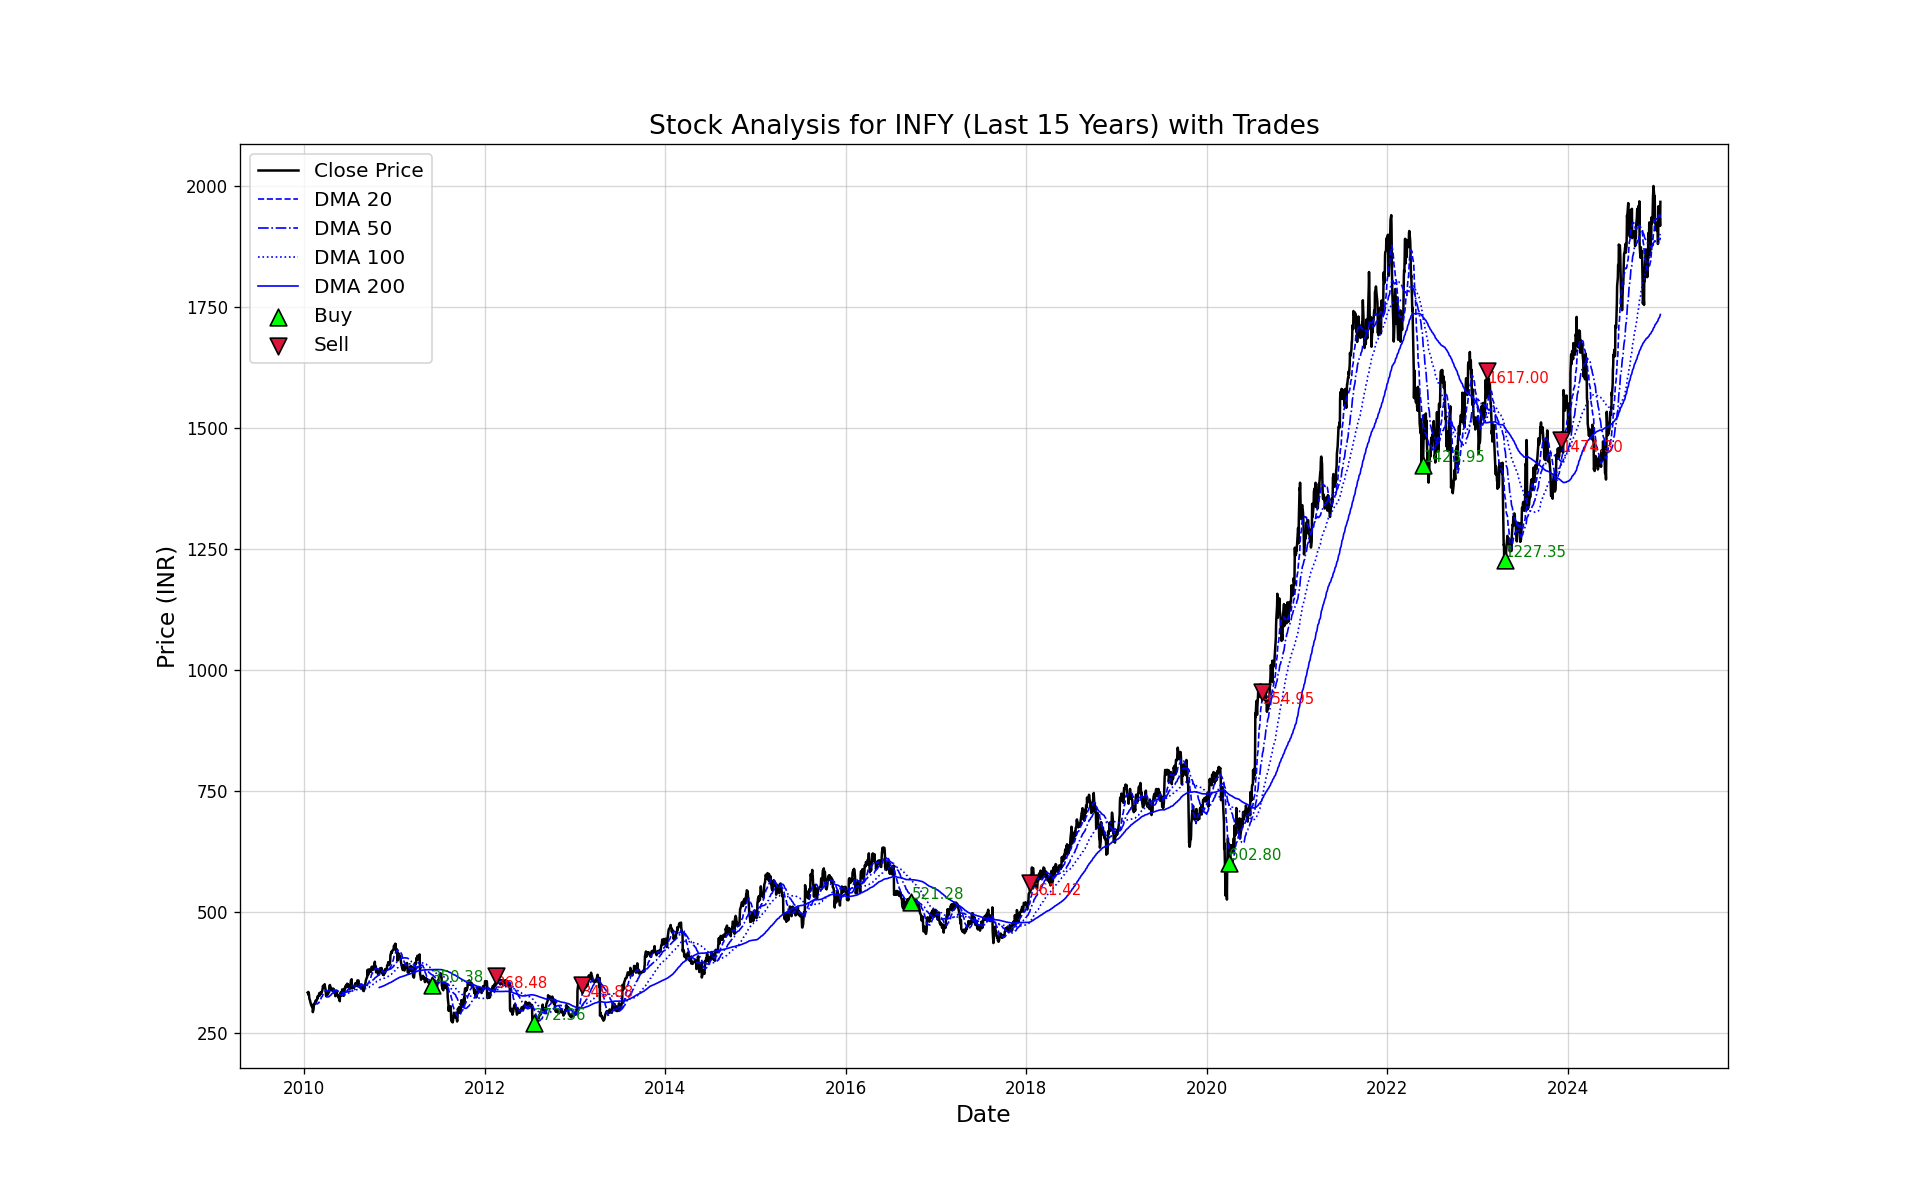 Stock Analysis for INFY (Last 15 Years) with Trades
Close Price
DMA 20
DMA 50
DMA 100
DMA 200
Buy
Sell
2000
1750
1500
1250
1000
750
500
250
Price (INR)
1617.00
1227.35
954.95
602.80
521.28
561.42
368.48
2010
2012
2014
2016
2018
2020
2022
2024
Date